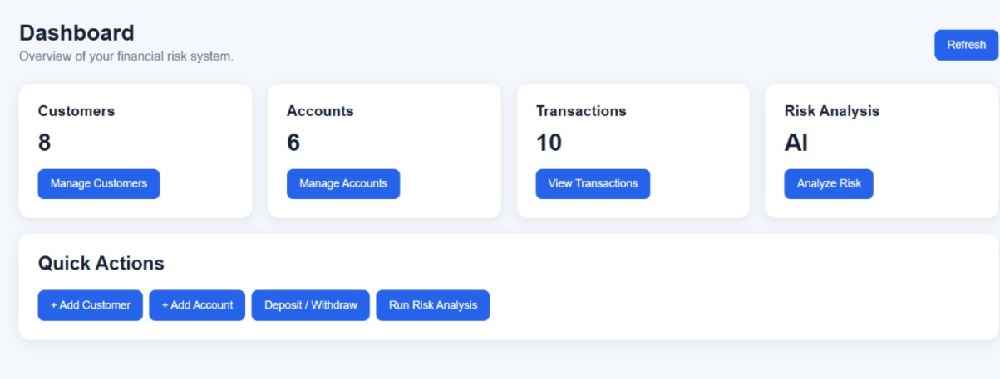 Dashboard
Overview of your financial risk system.
Refresh
Customers
8
Manage Customers
Accounts
6
Manage Accounts
Transactions
10
View Transactions
Risk Analysis
AI
Analyze Risk
Quick Actions
+ Add Customer
+ Add Account
Deposit / Withdraw
Run Risk Analysis